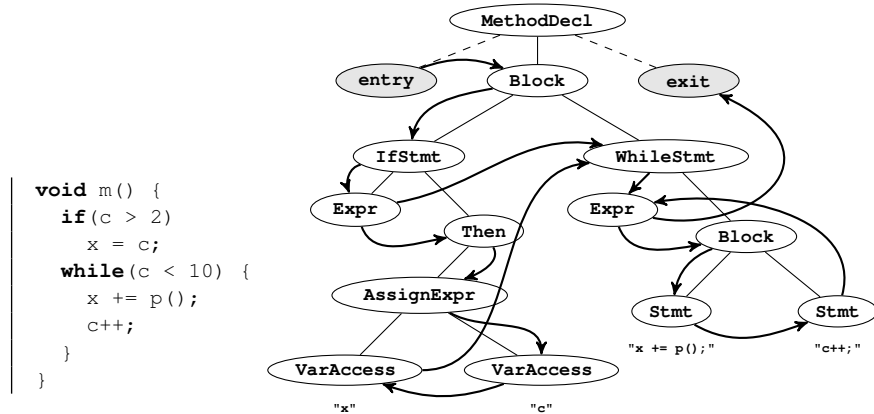 void m() {
if(c > 2)
x = c;
while(c < 10) {
x += p();
c++;
}
}
MethodDecl
entry
Block
exit
IfStmt
WhileStmt
Expr
Then
Expr
Block
AssignExpr
Stmt
Stmt
"x += p();"
"c++;"
VarAccess
VarAccess
"x"
"c"